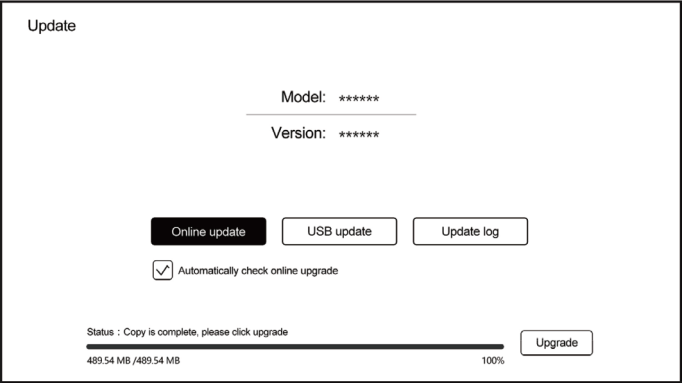 Update
Model: ******
Version: ******
Online update
USB update
Update log
Automatically check online upgrade
Status : Copy is complete, please click upgrade
Upgrade
489.54 MB /489.54 MB
100%